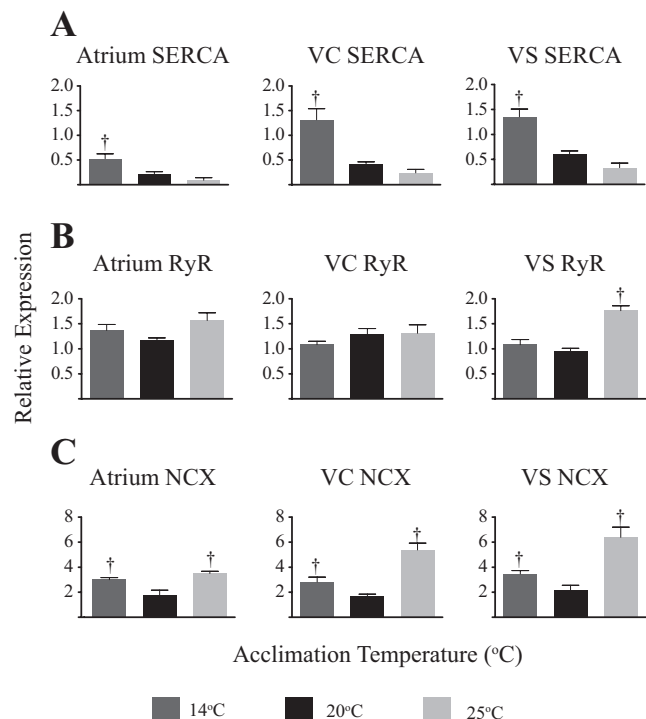 A
Atrium SERCA VC SERCA VS SERCA
2.0 2.0 2.0
† †
1.5 1.5 1.5
1.0 1.0 1.0
†
0.5 0.5 0.5
B
Atrium RyR VC RyR VS RyR
†
2.0 2.0 2.0
1.5 1.5 1.5
1.0 1.0 1.0
0.5 0.5 0.5
Relative Expression
C
Atrium NCX VC NCX VS NCX
†
8 8 8
†
6 6 6
† † † †
4 4 4
2 2 2
Acclimation Temperature (°C)
14°C 20°C 25°C